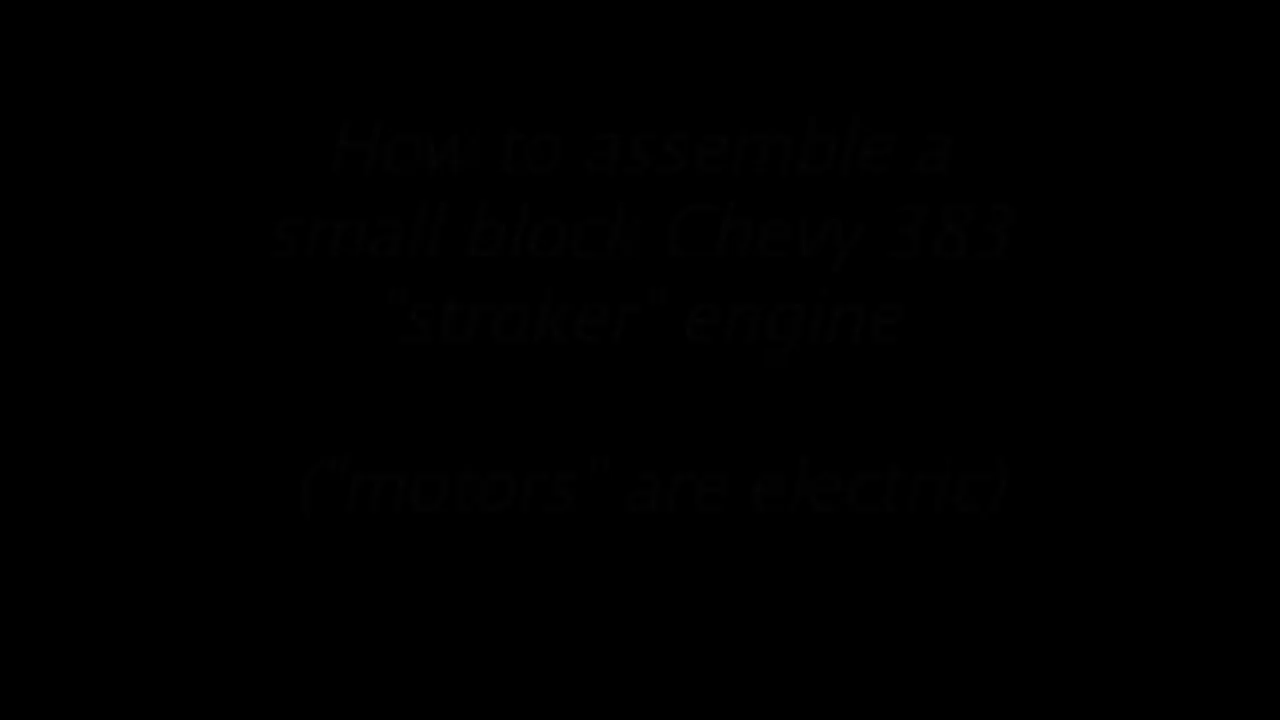 How to assemble a
small block Chevy 383
"stroker" engine
("motors" are electric)